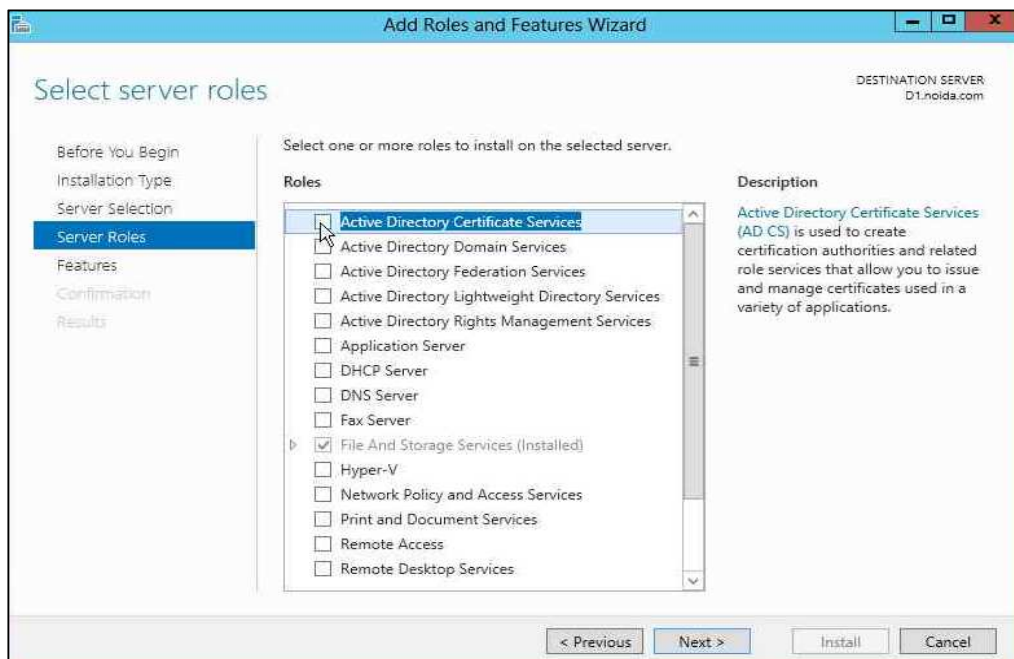 Add Roles and Features Wizard
Select server roles
DESTINATION SERVER
D1.noida.com
Before You Begin
Installation Type
Server Selection
Server Roles
Features
Confirmation
Results
Select one or more roles to install on the selected server.
Roles
Active Directory Certificate Services
Active Directory Domain Services
Active Directory Federation Services
Active Directory Lightweight Directory Services
Active Directory Rights Management Services
Application Server
DHCP Server
DNS Server
Fax Server
File And Storage Services (Installed)
Hyper-V
Network Policy and Access Services
Print and Document Services
Remote Access
Remote Desktop Services
Description
Active Directory Certificate Services
(AD CS) is used to create
certification authorities and related
role services that allow you to issue
and manage certificates used in a
variety of applications.
< Previous
Next >
Install
Cancel